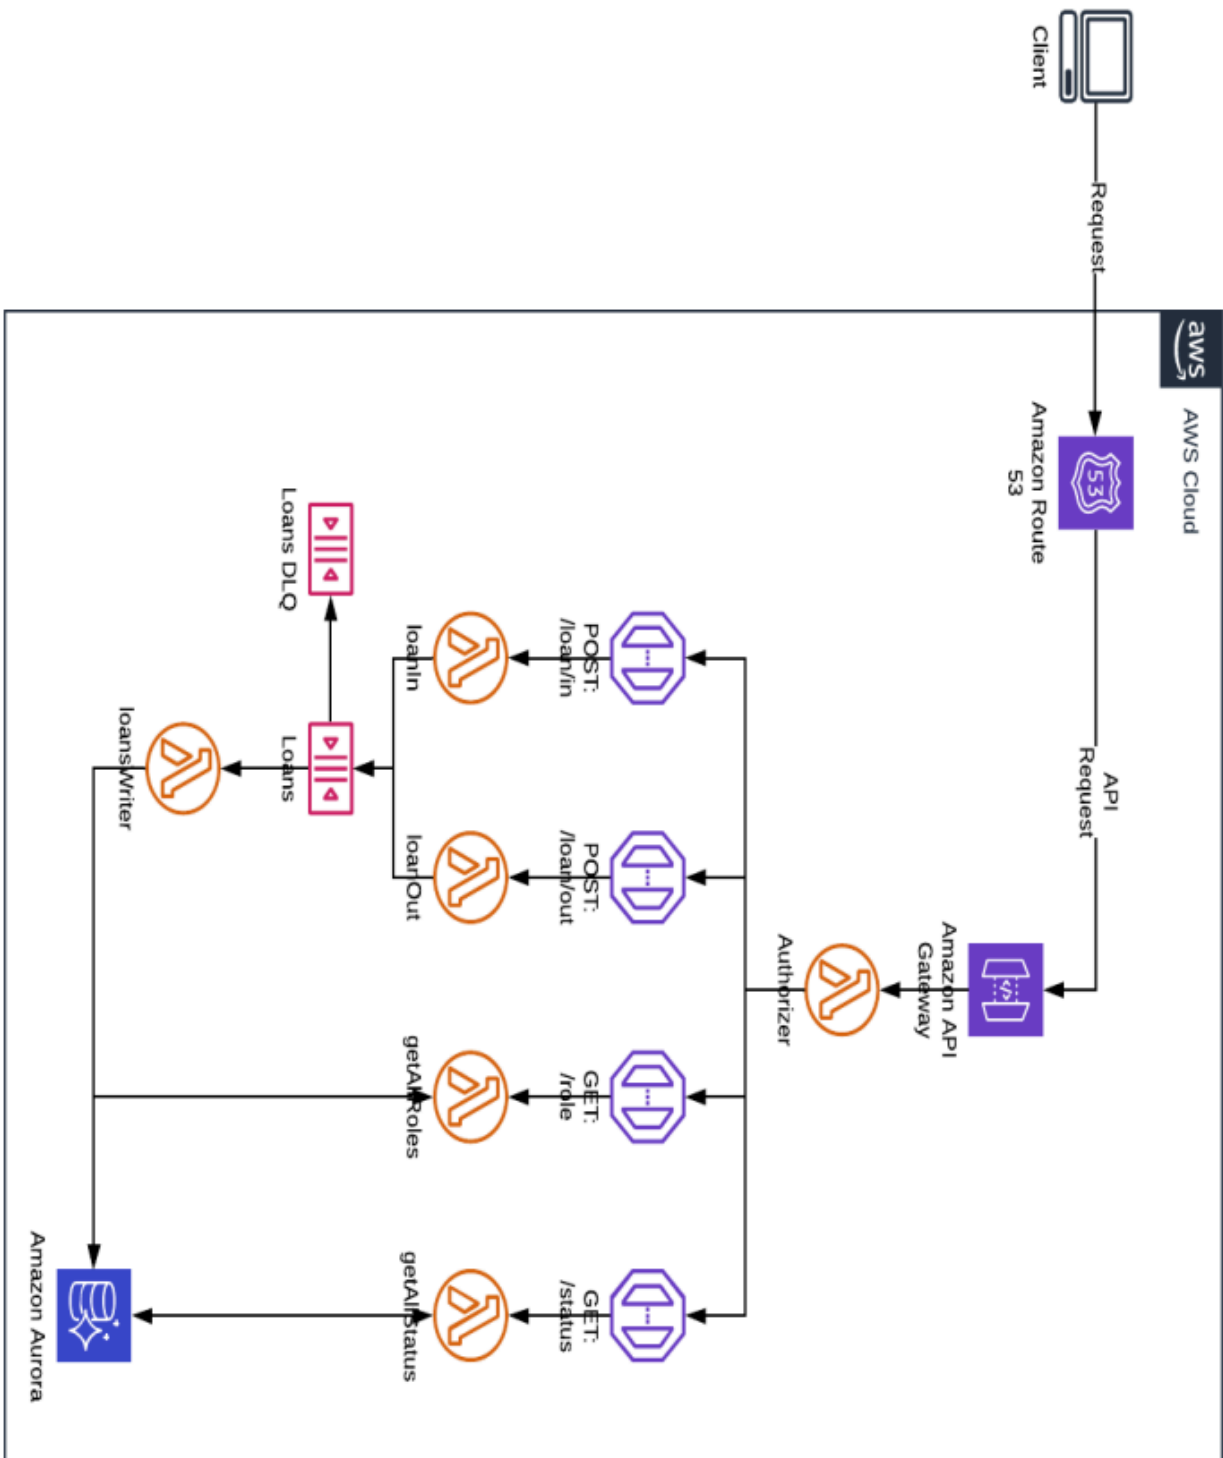 aws
AWS Cloud
Client
Request
53
Amazon Route
53
API
Request
Amazon API
Gateway
Authorizer
POST:
/loan/in
POST:
/loan/out
GET:
/role
GET:
/status
loanIn
loanOut
getAllRoles
getAllStatus
Loans DLQ
Loans
loansWriter
Amazon Aurora